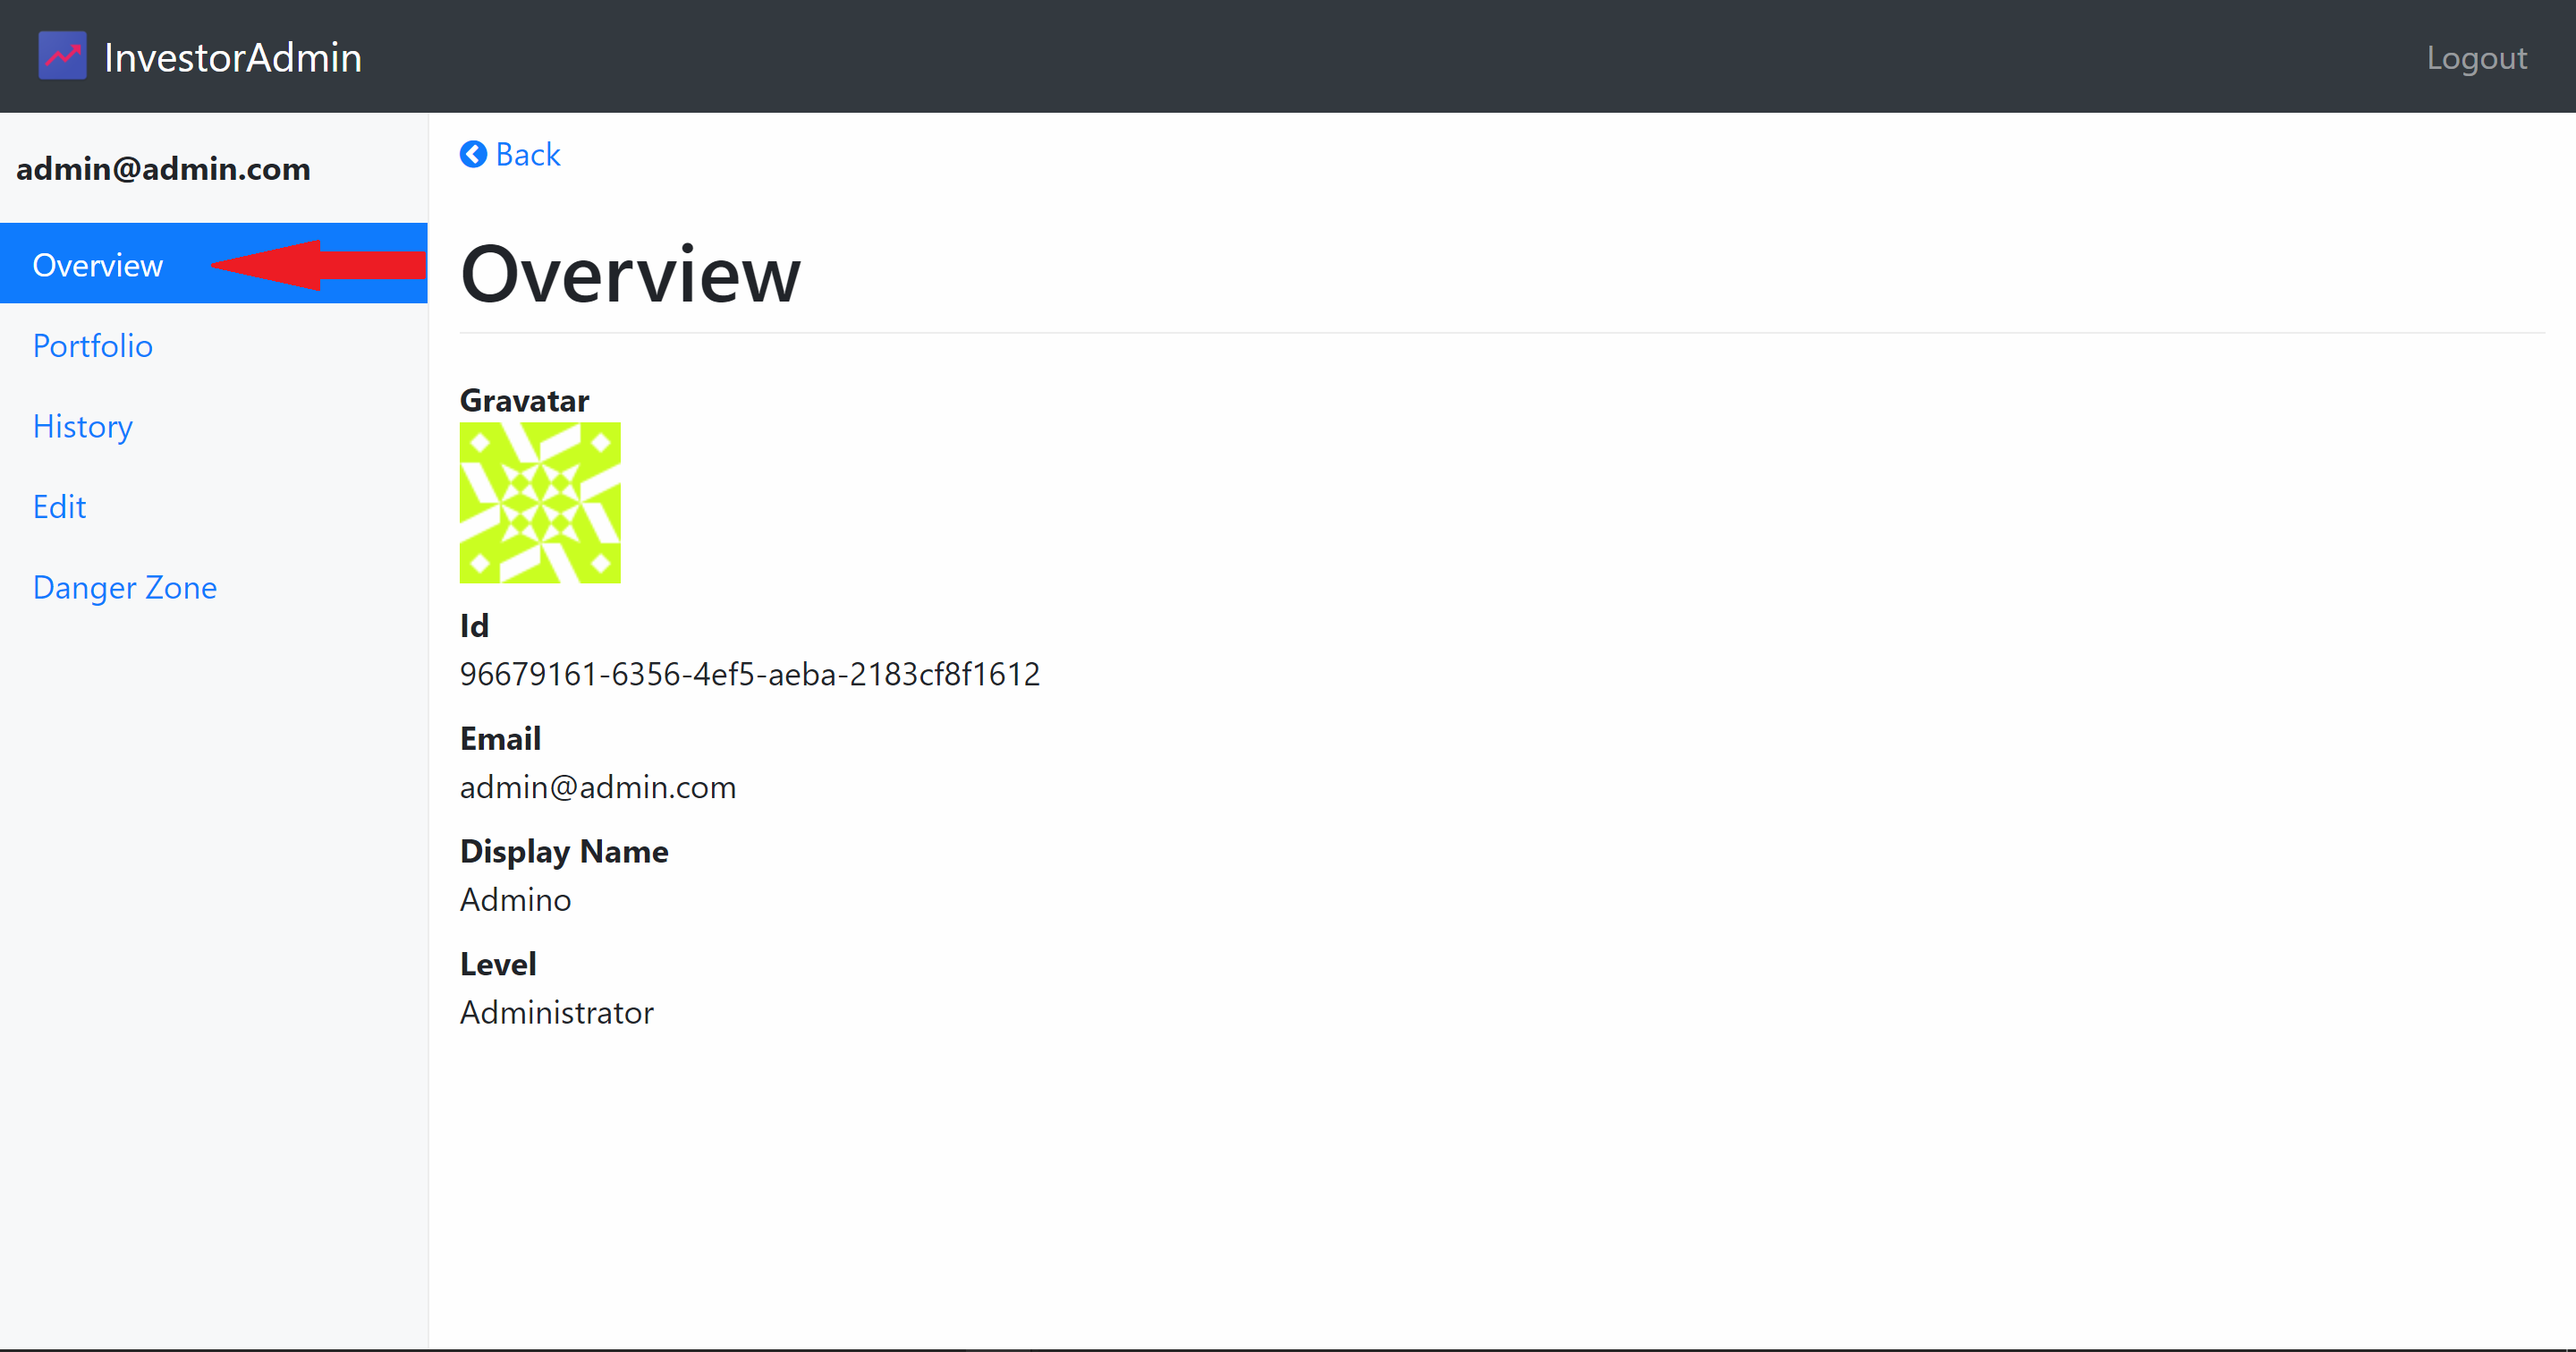 InvestorAdmin
Logout
admin@admin.com
Overview
Portfolio
History
Edit
Danger Zone
Back
Overview
Gravatar
Id
96679161-6356-4ef5-aeba-2183cf8f1612
Email
admin@admin.com
Display Name
Admino
Level
Administrator